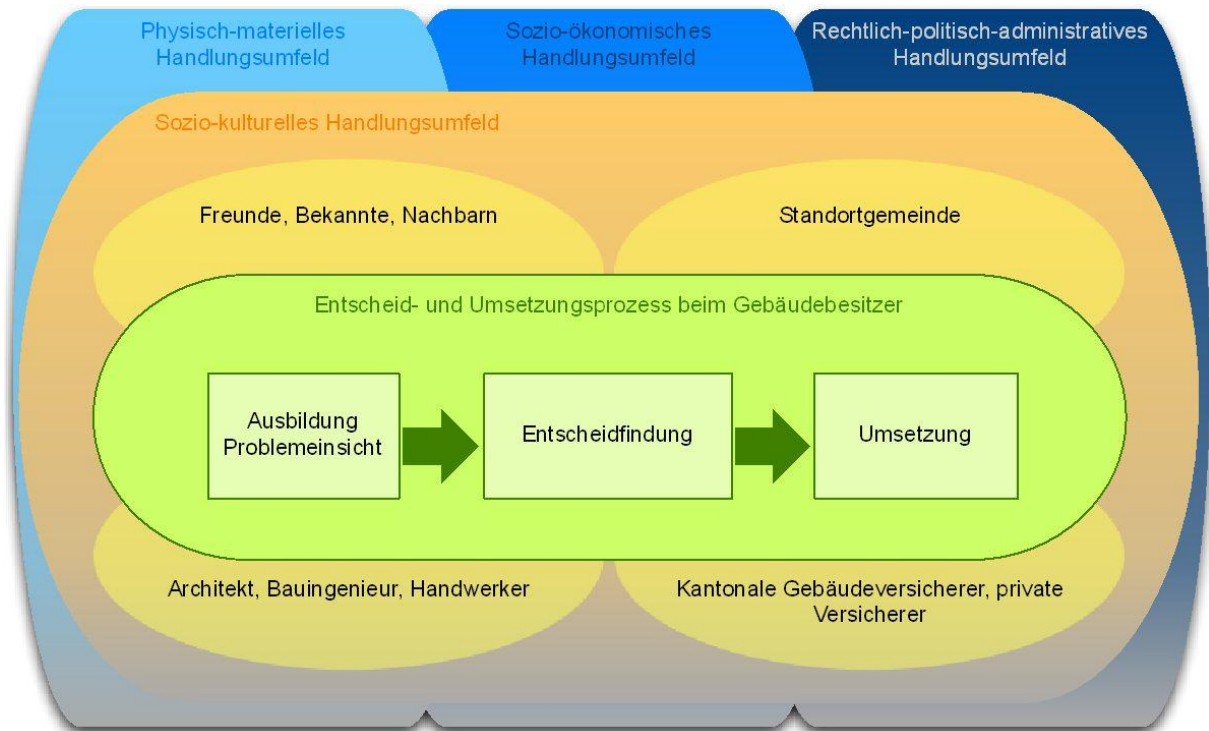 Physisch-materielles
Handlungsumfeld
Sozio-ökonomisches
Handlungsumfeld
Rechtlich-politisch-administratives
Handlungsumfeld
Sozio-kulturelles Handlungsumfeld
Freunde, Bekannte, Nachbarn
Standortgemeinde
Entscheid- und Umsetzungsprozess beim Gebäudebesitzer
Ausbildung
Problemeinsicht
Entscheidfindung
Umsetzung
Architekt, Bauingenieur, Handwerker
Kantonale Gebäudeversicherer, private
Versicherer